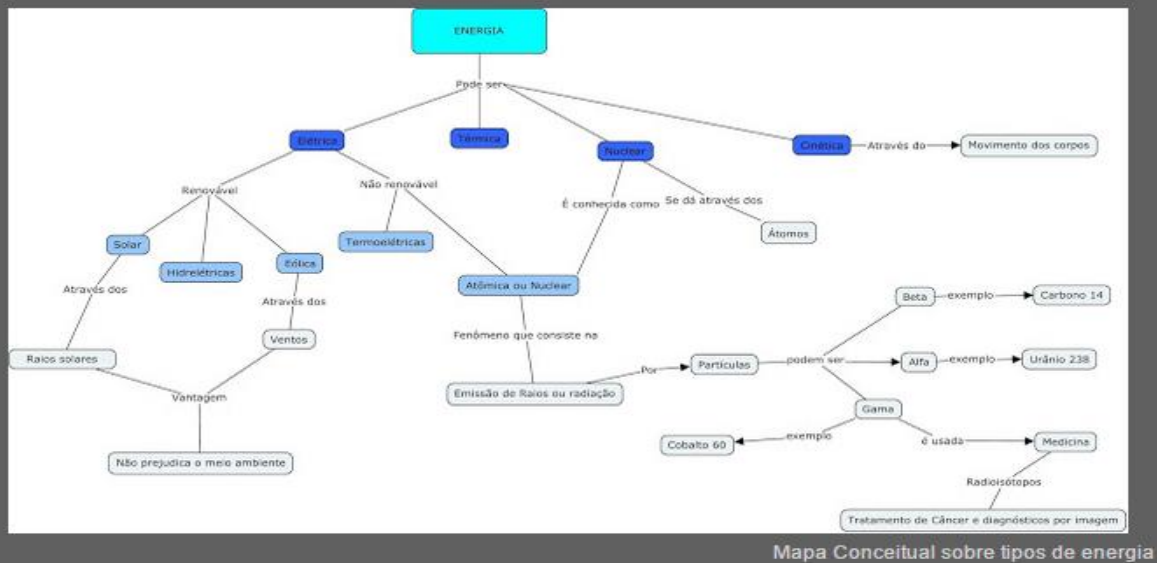 ENERGIA
Pode ser
Elétrica
Térmica
Nuclear
Cinética
Através do
Movimento dos corpos
Renovável
Não renovável
É conhecida como
Se dá através dos
Solar
Hidrelétricas
Eólica
Termoelétricas
Átomos
Atômica ou Nuclear
Através dos
Através dos
Raios solares
Ventos
Vantagem
Não prejudica o meio ambiente
Fenômeno que consiste na
Emissão de Raios ou radiação
Por
Partículas
podem ser
Beta
exemplo
Carbono 14
Alfa
exemplo
Urânio 238
Gama
exemplo
Cobalto 60
é usada
Medicina
Radioisótopos
Tratamento de Câncer e diagnósticos por imagem
Mapa Conceitual sobre tipos de energia